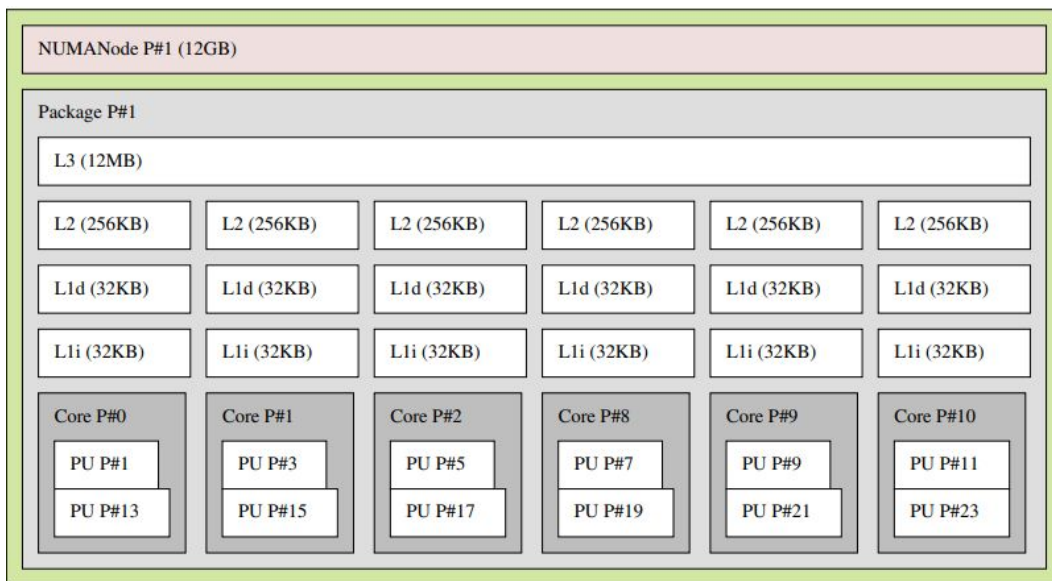 NUMANode P#1 (12GB)
Package P#1
L3 (12MB)
L2 (256KB) L2 (256KB) L2 (256KB) L2 (256KB) L2 (256KB) L2 (256KB)
L1d (32KB) L1d (32KB) L1d (32KB) L1d (32KB) L1d (32KB) L1d (32KB)
L1i (32KB) L1i (32KB) L1i (32KB) L1i (32KB) L1i (32KB) L1i (32KB)
Core P#0 Core P#1 Core P#2 Core P#8 Core P#9 Core P#10
PU P#1 PU P#3 PU P#5 PU P#7 PU P#9 PU P#11
PU P#13 PU P#15 PU P#17 PU P#19 PU P#21 PU P#23